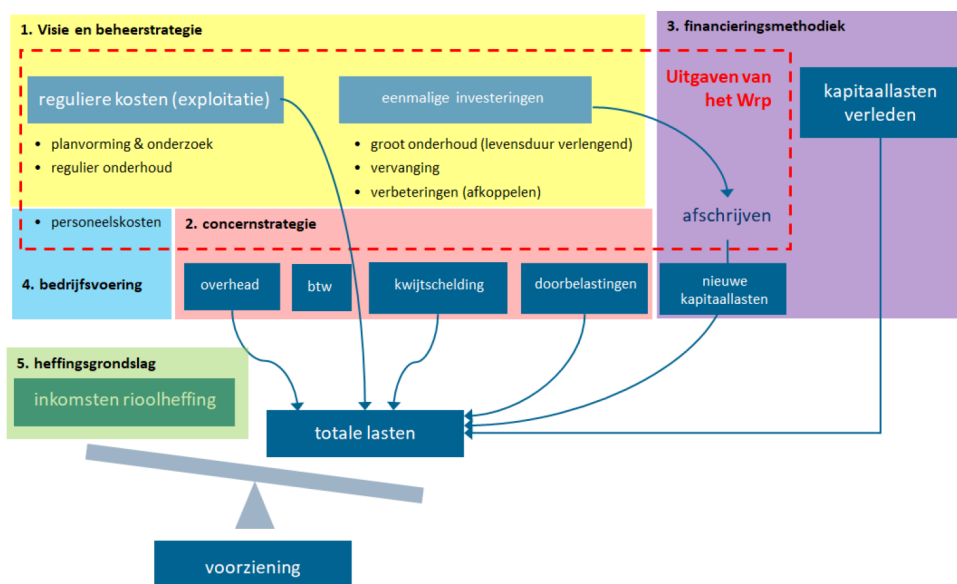 1. Visie en beheerstrategie
3. financieringsmethodiek
reguliere kosten (exploitatie)
eenmalige investeringen
Uitgaven van
het Wrp
kapitaallasten
verleden
• planvorming & onderzoek
• regulier onderhoud
• groot onderhoud (levensduur verlengend)
• vervanging
• verbeteringen (afkoppelen)
• personeelskosten
2. concernstrategie
afschrijven
4. bedrijfsvoering
overhead
btw
kwijtschelding
doorbelastingen
nieuwe
kapitaallasten
5. heffingsgrondslag
inkomsten rioolheffing
totale lasten
voorziening